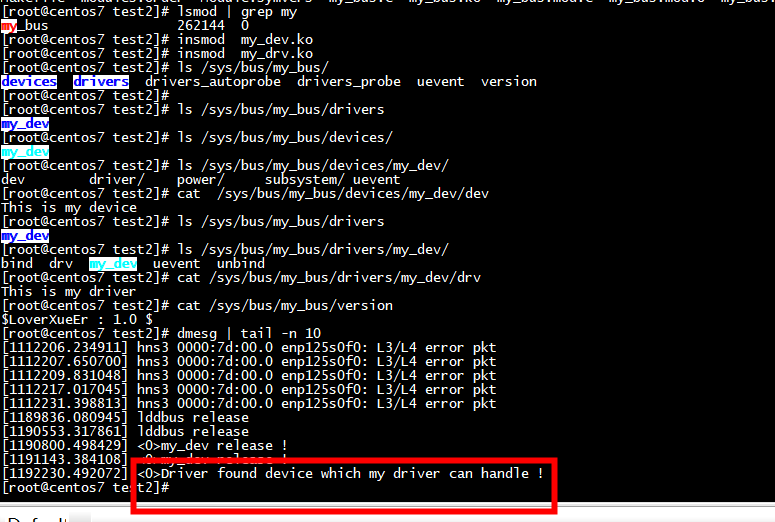 [root@centos7 test2]# lsmod | grep my
my_bus 262144 0
[root@centos7 test2]# insmod my_dev.ko
[root@centos7 test2]# insmod my_drv.ko
[root@centos7 test2]# ls /sys/bus/my_bus/
devices drivers drivers_autoprobe drivers_probe uevent version
[root@centos7 test2]#
[root@centos7 test2]# ls /sys/bus/my_bus/drivers
my_dev
[root@centos7 test2]# ls /sys/bus/my_bus/devices/
my_dev
[root@centos7 test2]# ls /sys/bus/my_bus/devices/my_dev/
dev driver/ power/ subsystem/ uevent
[root@centos7 test2]# cat /sys/bus/my_bus/devices/my_dev/dev
This is my device
[root@centos7 test2]# ls /sys/bus/my_bus/drivers
my_dev
[root@centos7 test2]# ls /sys/bus/my_bus/drivers/my_dev/
bind drv my_dev uevent unbind
[root@centos7 test2]# cat /sys/bus/my_bus/drivers/my_dev/drv
This is my driver
[root@centos7 test2]# cat /sys/bus/my_bus/version
$LoverXueEr : 1.0 $
[root@centos7 test2]# dmesg | tail -n 10
[1112206.234911] hns3 0000:7d:00.0 enp125s0f0: L3/L4 error pkt
[1112207.650700] hns3 0000:7d:00.0 enp125s0f0: L3/L4 error pkt
[1112209.831048] hns3 0000:7d:00.0 enp125s0f0: L3/L4 error pkt
[1112217.017045] hns3 0000:7d:00.0 enp125s0f0: L3/L4 error pkt
[1112231.398813] hns3 0000:7d:00.0 enp125s0f0: L3/L4 error pkt
[1189836.080945] lddbus release
[1190553.317861] lddbus release
[1190800.498429] <0>my_dev release !
[1191143.384108] <0>my_dev release !
[1192230.492072] <0>Driver found device which my driver can handle !
[root@centos7 test2]#